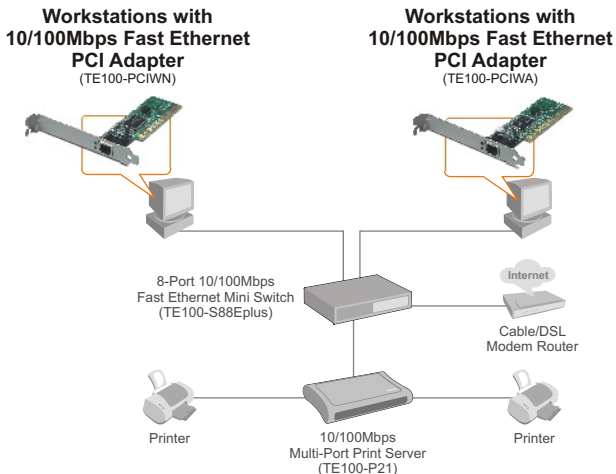 Workstations with
10/100Mbps Fast Ethernet
PCI Adapter
(TE100-PCIWN)
Workstations with
10/100Mbps Fast Ethernet
PCI Adapter
(TE100-PCIWA)
8-Port 10/100Mbps
Fast Ethernet Mini Switch
(TE100-S88Eplus)
Internet
Cable/DSL
Modem Router
Printer
10/100Mbps
Multi-Port Print Server
(TE100-P21)
Printer